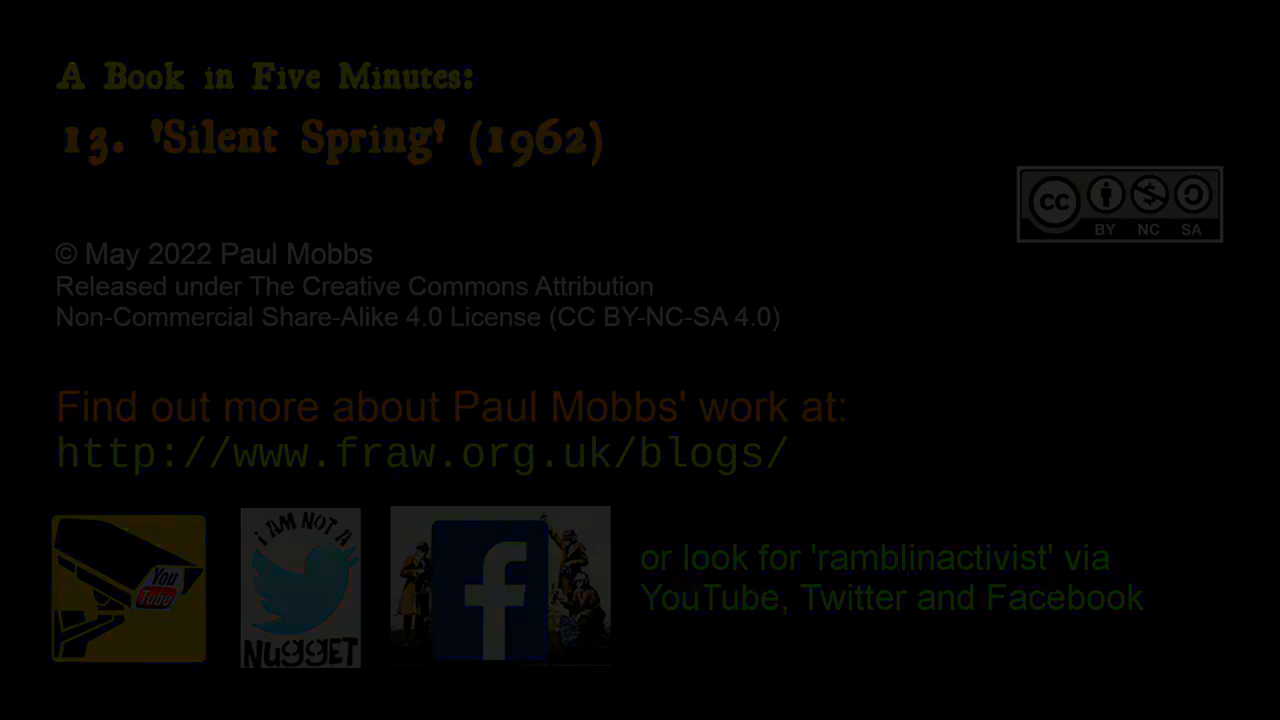 A Book in Five Minutes:
13. 'Silent Spring' (1962)
cc BY NC SA
© May 2022 Paul Mobbs
Released under The Creative Commons Attribution
Non-Commercial Share-Alike 4.0 License (CC BY-NC-SA 4.0)
Find out more about Paul Mobbs' work at:
http://www.fraw.org.uk/blogs/
You
Tube
i AM NOT A
NuggET
f
or look for 'ramblinactivist' via
YouTube, Twitter and Facebook